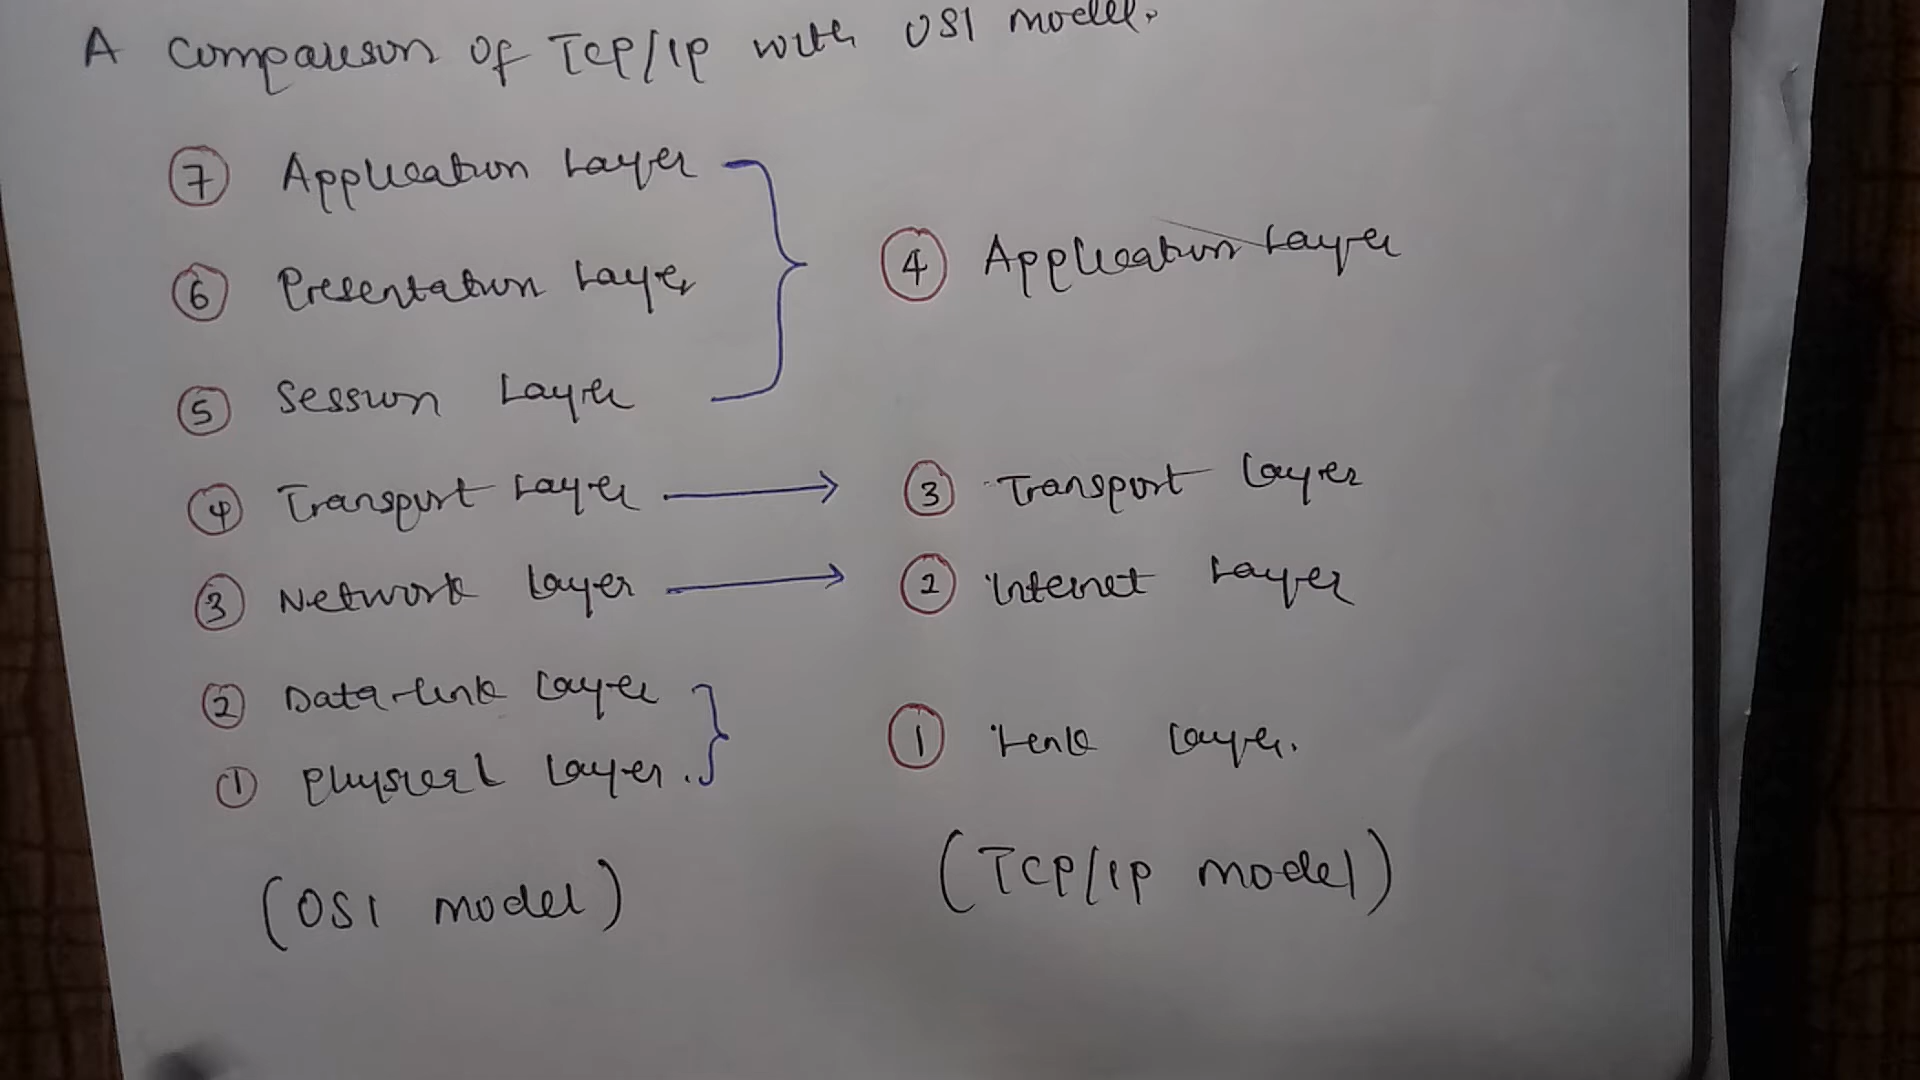 A Comparison of TCP/IP with OSI model.
7 Application Layer
6 Presentation Layer
4 Application Layer
5 Session Layer
4 Transport Layer 3 Transport Layer
3 Network Layer 2 Internet Layer
2 Data-link Layer
1 Link Layer.
1 Physical Layer.
(OSI model) (TCP/IP model)